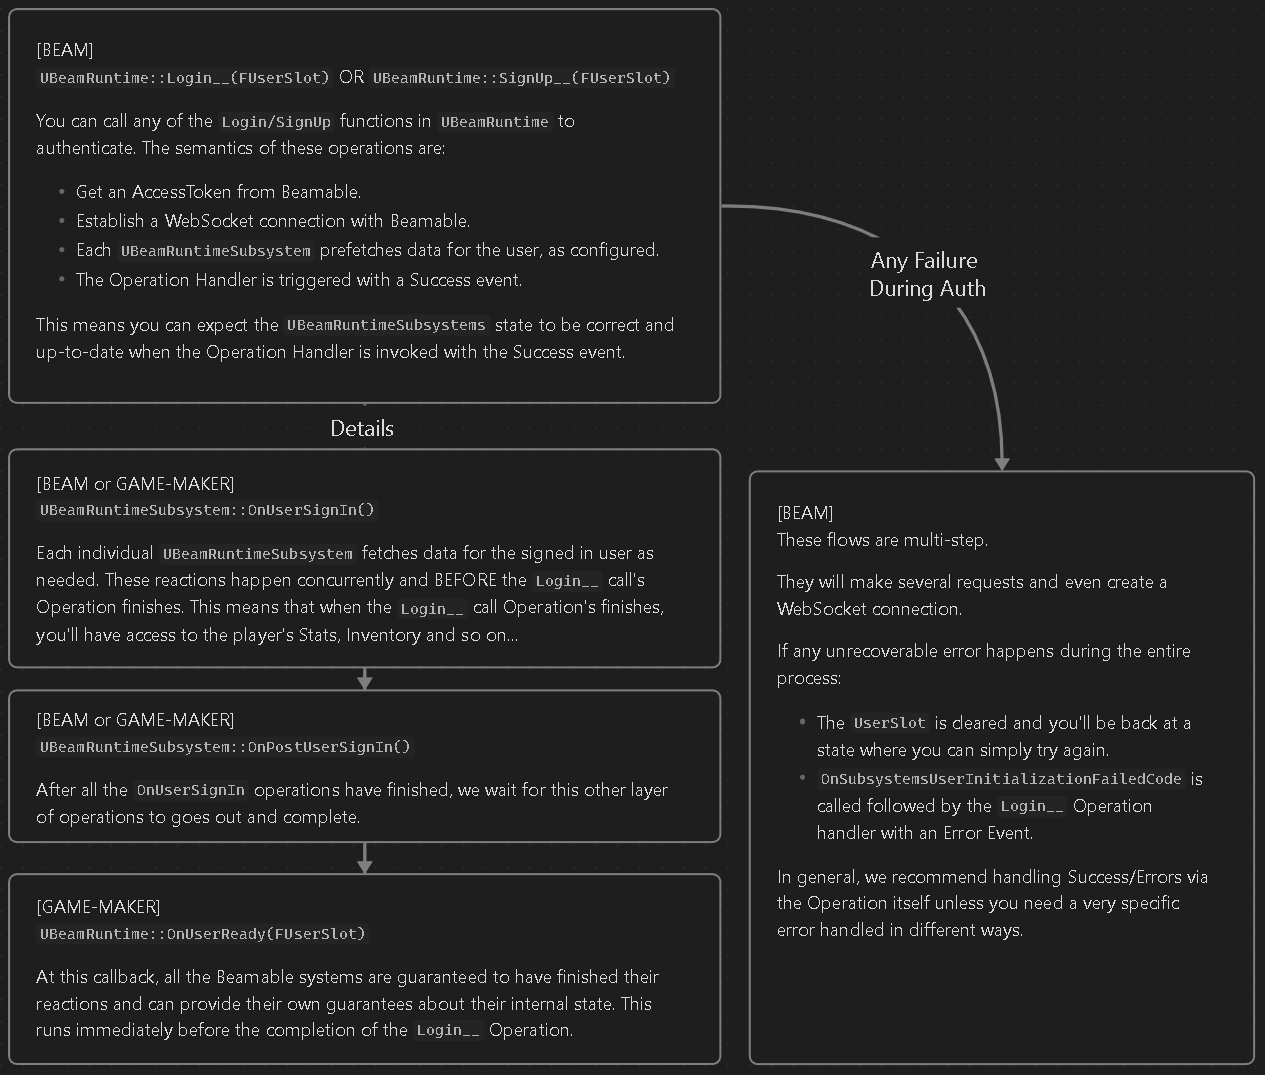 [BEAM]
UBeamRuntime::Login__(FUserSlot) OR UBeamRuntime::SignUp__(FUserSlot)
You can call any of the Login/SignUp functions in UBeamRuntime to
authenticate. The semantics of these operations are:
• Get an AccessToken from Beamable.
• Establish a WebSocket connection with Beamable.
• Each UBeamRuntimeSubsystem prefetches data for the user, as configured.
• The Operation Handler is triggered with a Success event.
This means you can expect the UBeamRuntimeSubsystems state to be correct and
up-to-date when the Operation Handler is invoked with the Success event.
Any Failure
During Auth
Details
[BEAM or GAME-MAKER]
UBeamRuntimeSubsystem::OnUserSignIn()
Each individual UBeamRuntimeSubsystem fetches data for the signed in user as
needed. These reactions happen concurrently and BEFORE the Login__ call's
Operation finishes. This means that when the Login__ call Operation's finishes,
you'll have access to the player's Stats, Inventory and so on...
[BEAM or GAME-MAKER]
UBeamRuntimeSubsystem::OnPostUserSignIn()
After all the OnUserSignIn operations have finished, we wait for this other layer
of operations to goes out and complete.
[GAME-MAKER]
UBeamRuntime::OnUserReady(FUserSlot)
At this callback, all the Beamable systems are guaranteed to have finished their
reactions and can provide their own guarantees about their internal state. This
runs immediately before the completion of the Login__ Operation.
[BEAM]
These flows are multi-step.
They will make several requests and even create a
WebSocket connection.
If any unrecoverable error happens during the entire
process:
• The UserSlot is cleared and you'll be back at a
state where you can simply try again.
• OnSubsystemsUserInitializationFailedCode is
called followed by the Login__ Operation
handler with an Error Event.
In general, we recommend handling Success/Errors via
the Operation itself unless you need a very specific
error handled in different ways.